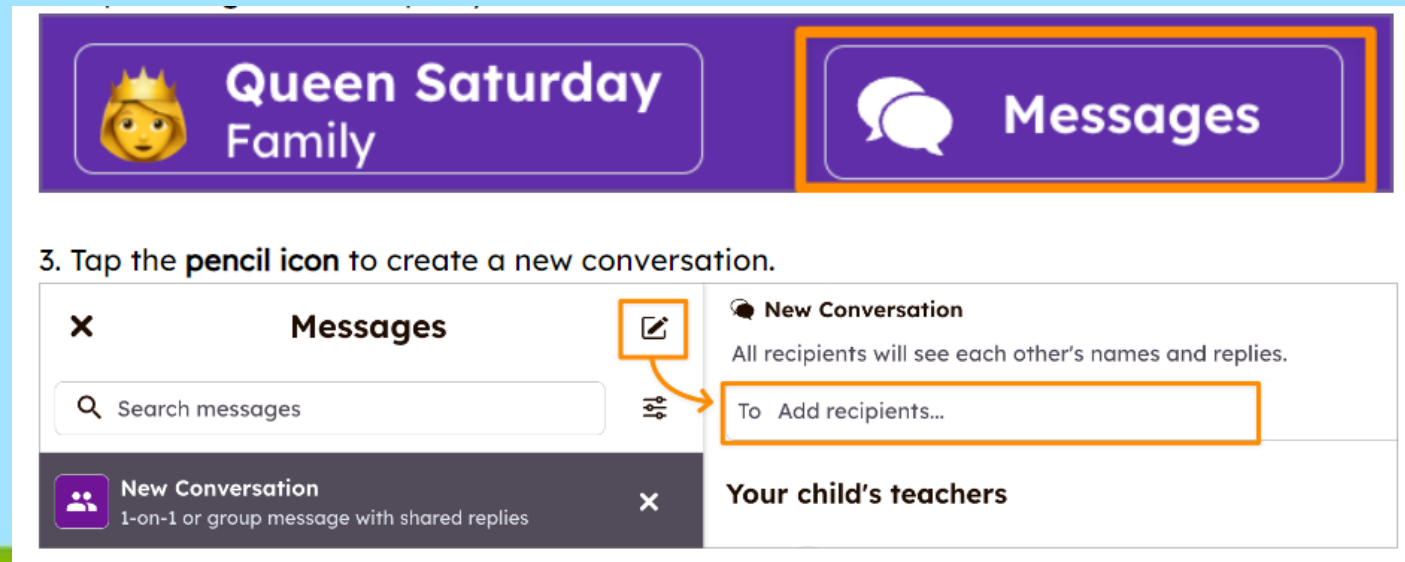 Queen Saturday
Family
Messages
3. Tap the pencil icon to create a new conversation.
Messages
Search messages
New Conversation
1-on-1 or group message with shared replies
New Conversation
All recipients will see each other's names and replies.
To Add recipients...
Your child's teachers